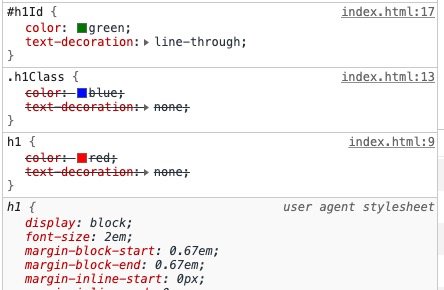 #h1Id { index.html:17
color: green;
text-decoration: line-through;
}
.h1Class { index.html:13
color: blue;
text-decoration: none;
}
h1 { index.html:9
color: red;
text-decoration: none;
}
h1 { user agent stylesheet
display: block;
font-size: 2em;
margin-block-start: 0.67em;
margin-block-end: 0.67em;
margin-inline-start: 0px;